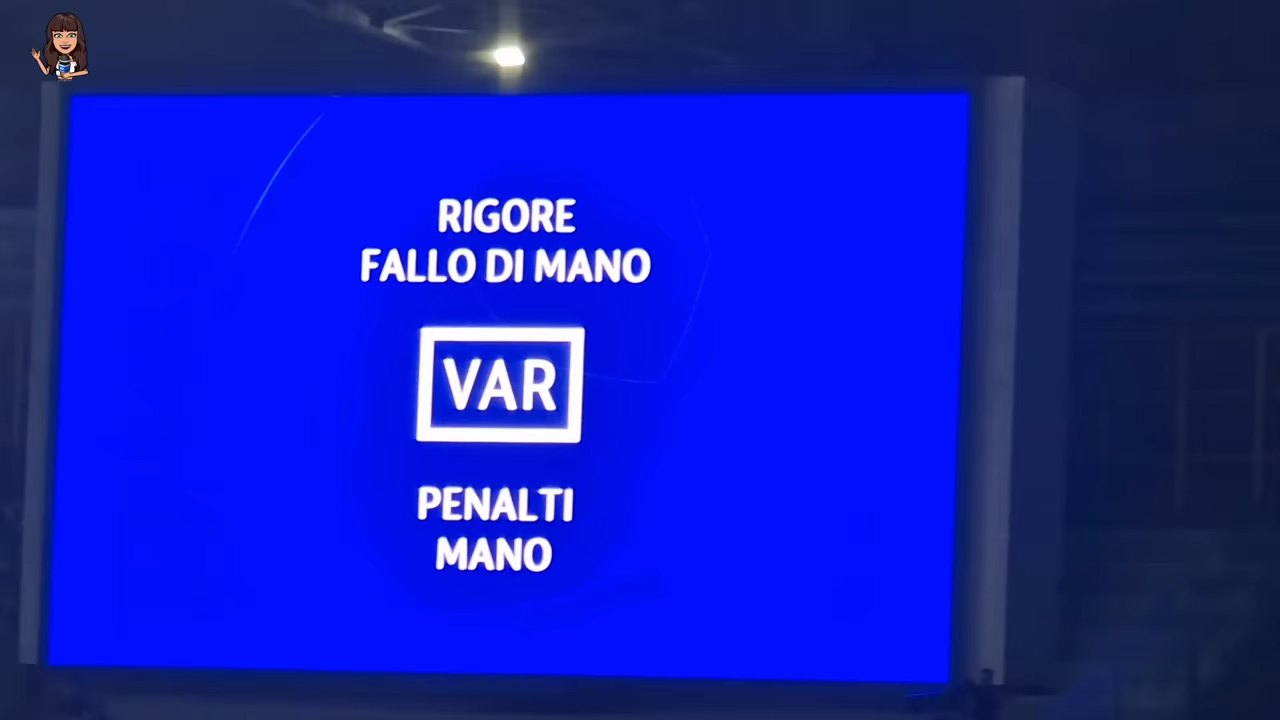 RIGORE
FALLO DI MANO
VAR
PENALTI
MANO